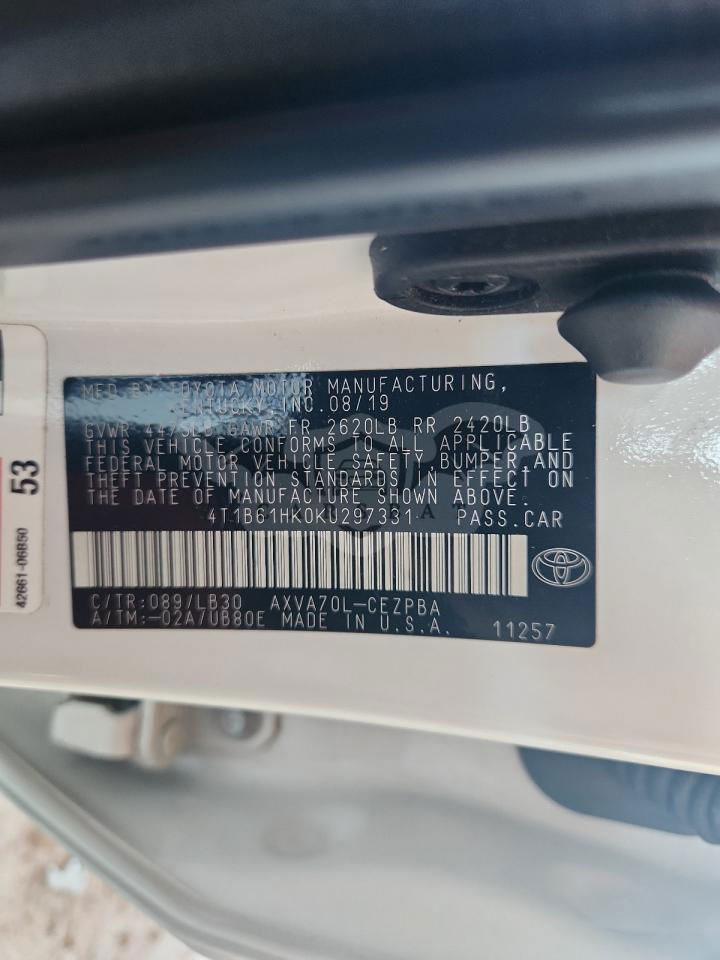 MFD BY TOYOTA MOTOR MANUFACTURING,
KENTUCKY, INC. 08/19
GVWR 4475LB GAWR FR 2620LB RR 2420LB
THIS VEHICLE CONFORMS TO ALL APPLICABLE
FEDERAL MOTOR VEHICLE SAFETY, BUMPER, AND
THEFT PREVENTION STANDARDS IN EFFECT ON
THE DATE OF MANUFACTURE SHOWN ABOVE.
4T1B61HK0KU297331 PASS.CAR
C/TR:089/LB30 AXVA70L-CEZPBA
A/TM:-02A/UB80E MADE IN U.S.A. 11257
53
42661-06B50